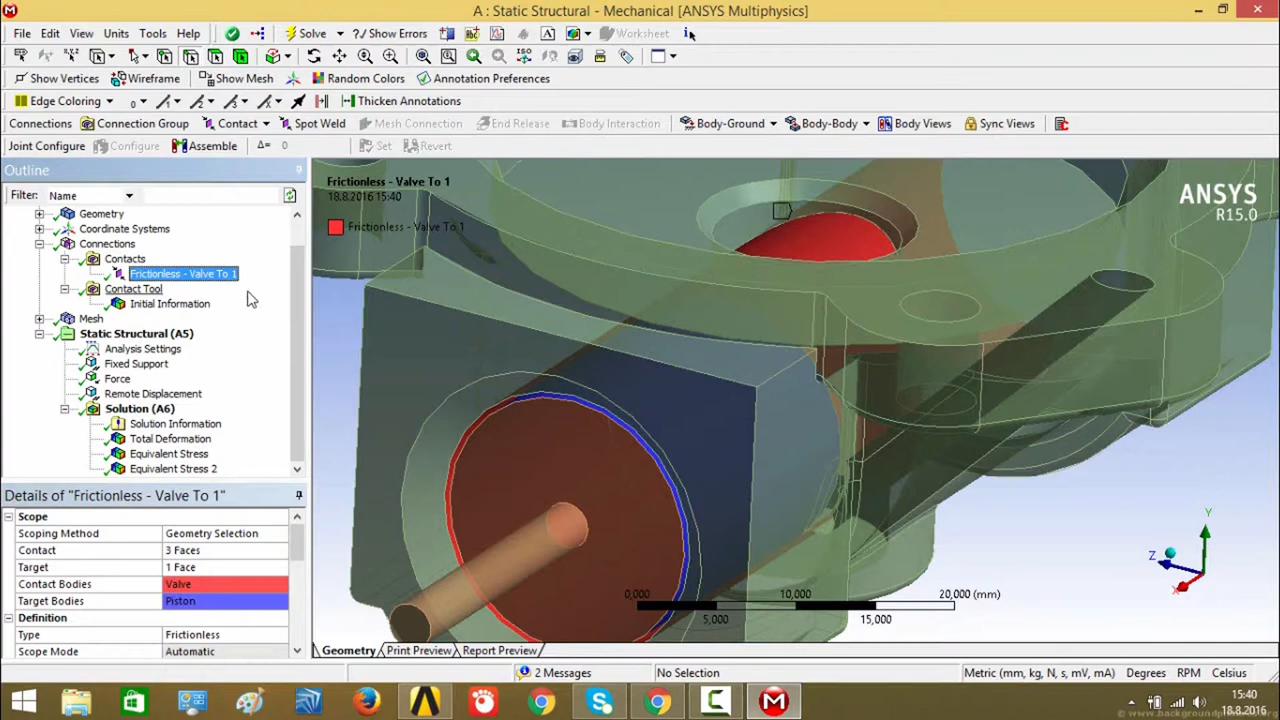 A : Static Structural - Mechanical [ANSYS Multiphysics]
File Edit View Units Tools Help Solve ?/Show Errors Worksheet
Show Vertices Wireframe Show Mesh Random Colors Annotation Preferences
Edge Coloring Thicken Annotations
Connections Connection Group Contact Spot Weld Mesh Connection End Release Body Interaction Body-Ground Body-Body Body Views Sync Views
Joint Configure Configure Assemble Δ= 0 Set Revert
Outline
Filter: Name
Geometry
Coordinate Systems
Connections
Contacts
Frictionless - Valve To 1
Contact Tool
Initial Information
Mesh
Static Structural (A5)
Analysis Settings
Fixed Support
Force
Remote Displacement
Solution (A6)
Solution Information
Total Deformation
Equivalent Stress
Equivalent Stress 2
Details of "Frictionless - Valve To 1"
Scope
Scoping Method Geometry Selection
Contact 3 Faces
Target 1 Face
Contact Bodies Valve
Target Bodies Piston
Definition
Type Frictionless
Scope Mode Automatic
Frictionless - Valve To 1
18.8.2016 15:40
Frictionless - Valve To 1
ANSYS
R15.0
Y
Z
X
0,000 10,000 20,000 (mm)
5,000 15,000
Geometry Print Preview Report Preview
2 Messages No Selection Metric (mm, kg, N, s, mV, mA) Degrees RPM Celsius
15:40
18.8.2016